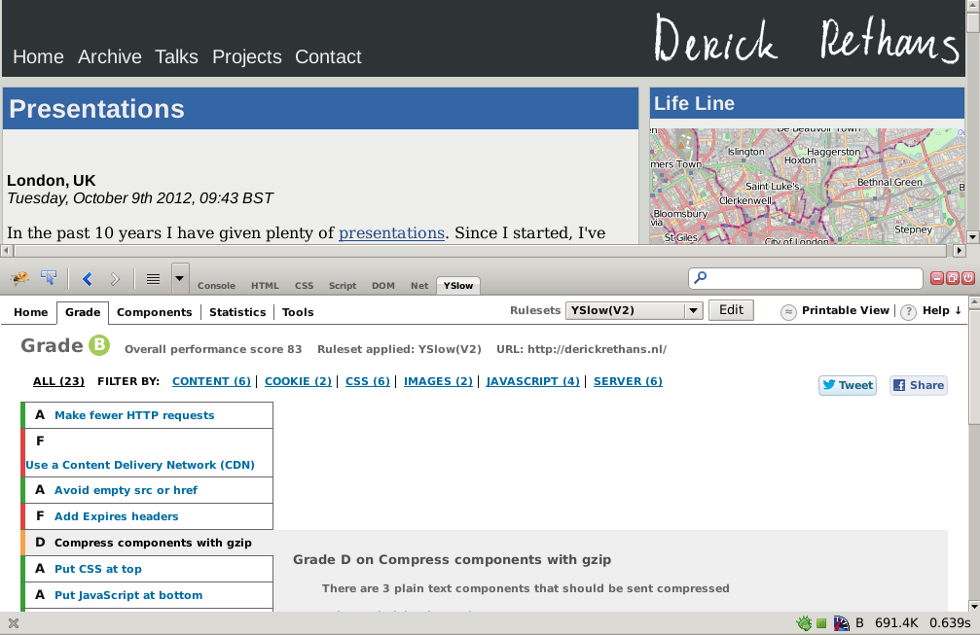 Derick Rethans
Home Archive Talks Projects Contact
Presentations
London, UK
Tuesday, October 9th 2012, 09:43 BST
In the past 10 years I have given plenty of presentations. Since I started, I've
Life Line
De Beauvoir Town
Islington
Haggerston
Hoxton
mers Town
Bethnal Green
Saint Luke's
Clerkenwell
Bloomsbury
via
Stepney
St Giles
City of London
Console HTML CSS Script DOM Net YSlow
Home Grade Components Statistics Tools
Rulesets YSlow(V2) Edit Printable View ? Help ↓
Grade B Overall performance score 83 Ruleset applied: YSlow(V2) URL: http://derickrethans.nl/
ALL (23) FILTER BY: CONTENT (6) | COOKIE (2) | CSS (6) | IMAGES (2) | JAVASCRIPT (4) | SERVER (6)
Tweet Share
A Make fewer HTTP requests
F
Use a Content Delivery Network (CDN)
A Avoid empty src or href
F Add Expires headers
D Compress components with gzip
A Put CSS at top
A Put JavaScript at bottom
Grade D on Compress components with gzip
There are 3 plain text components that should be sent compressed
B 691.4K 0.639s